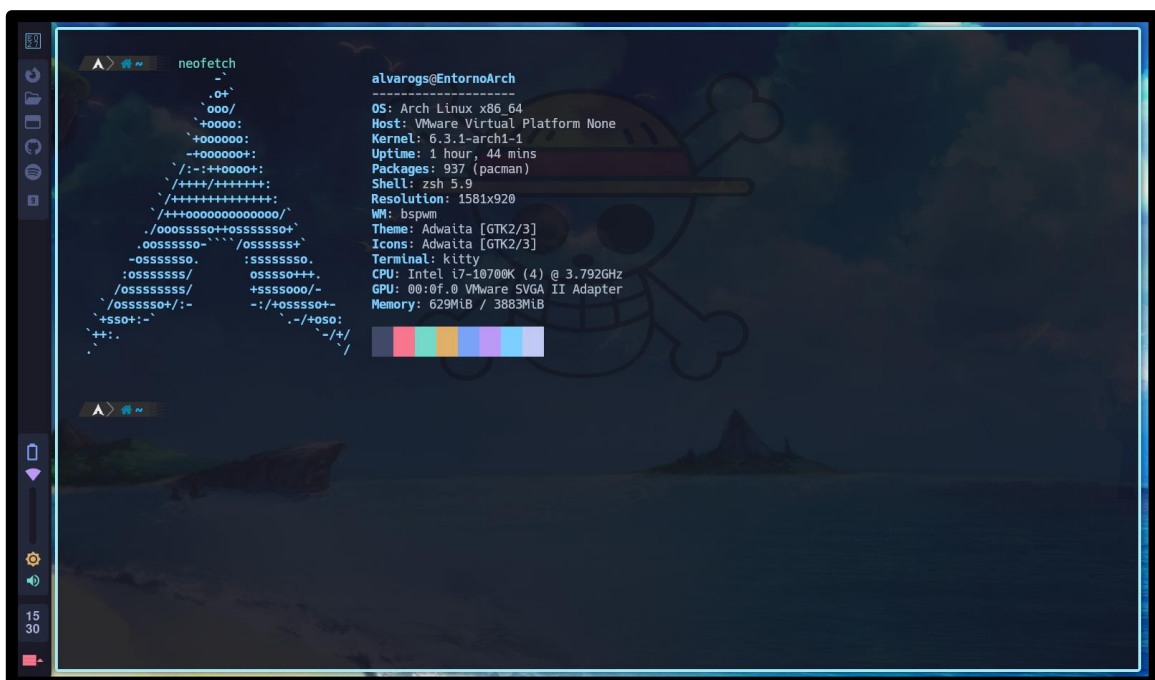 neofetch
alvarogs@EntornoArch
--------------------
OS: Arch Linux x86_64
Host: VMware Virtual Platform None
Kernel: 6.3.1-arch1-1
Uptime: 1 hour, 44 mins
Packages: 937 (pacman)
Shell: zsh 5.9
Resolution: 1581x920
WM: bspwm
Theme: Adwaita [GTK2/3]
Icons: Adwaita [GTK2/3]
Terminal: kitty
CPU: Intel i7-10700K (4) @ 3.792GHz
GPU: 00:0f.0 VMware SVGA II Adapter
Memory: 629MiB / 3883MiB
15
30